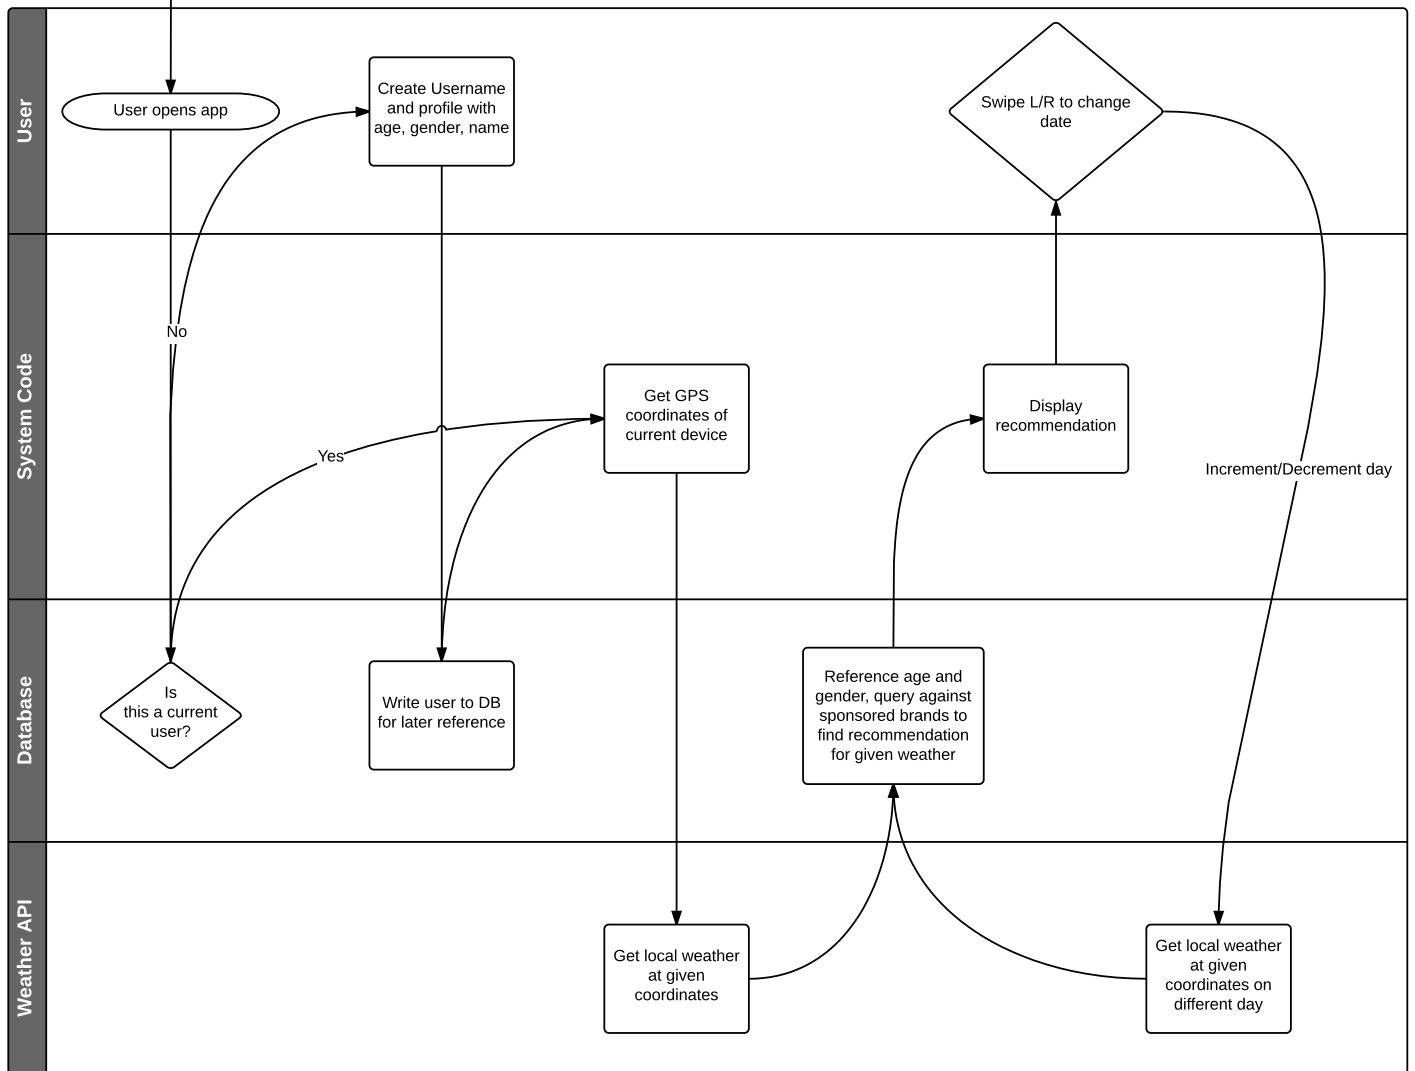 User
User opens app
Create Username
and profile with
age, gender, name
Swipe L/R to change
date
System Code
No
Yes
Get GPS
coordinates of
current device
Display
recommendation
Increment/Decrement day
Database
Is
this a current
user?
Write user to DB
for later reference
Reference age and
gender, query against
sponsored brands to
find recommendation
for given weather
Weather API
Get local weather
at given
coordinates
Get local weather
at given
coordinates on
different day